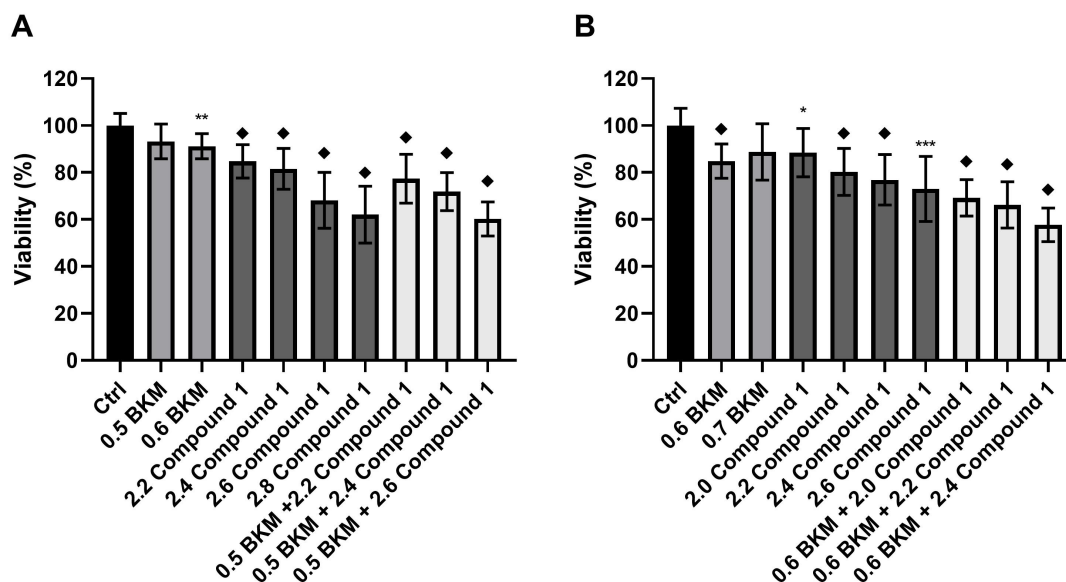 A
Viability (%)
120
100
80
60
40
20
0
**
◆
◆
◆
◆
◆
◆
◆
Ctrl
0.5 BKM
0.6 BKM
2.2 Compound 1
2.4 Compound 1
2.6 Compound 1
2.8 Compound 1
0.5 BKM +2.2 Compound 1
0.5 BKM + 2.4 Compound 1
0.5 BKM + 2.6 Compound 1
B
Viability (%)
120
100
80
60
40
20
0
◆
*
◆
◆
***
◆
◆
◆
Ctrl
0.6 BKM
0.7 BKM
2.0 Compound 1
2.2 Compound 1
2.4 Compound 1
2.6 Compound 1
0.6 BKM + 2.0 Compound 1
0.6 BKM + 2.2 Compound 1
0.6 BKM + 2.4 Compound 1